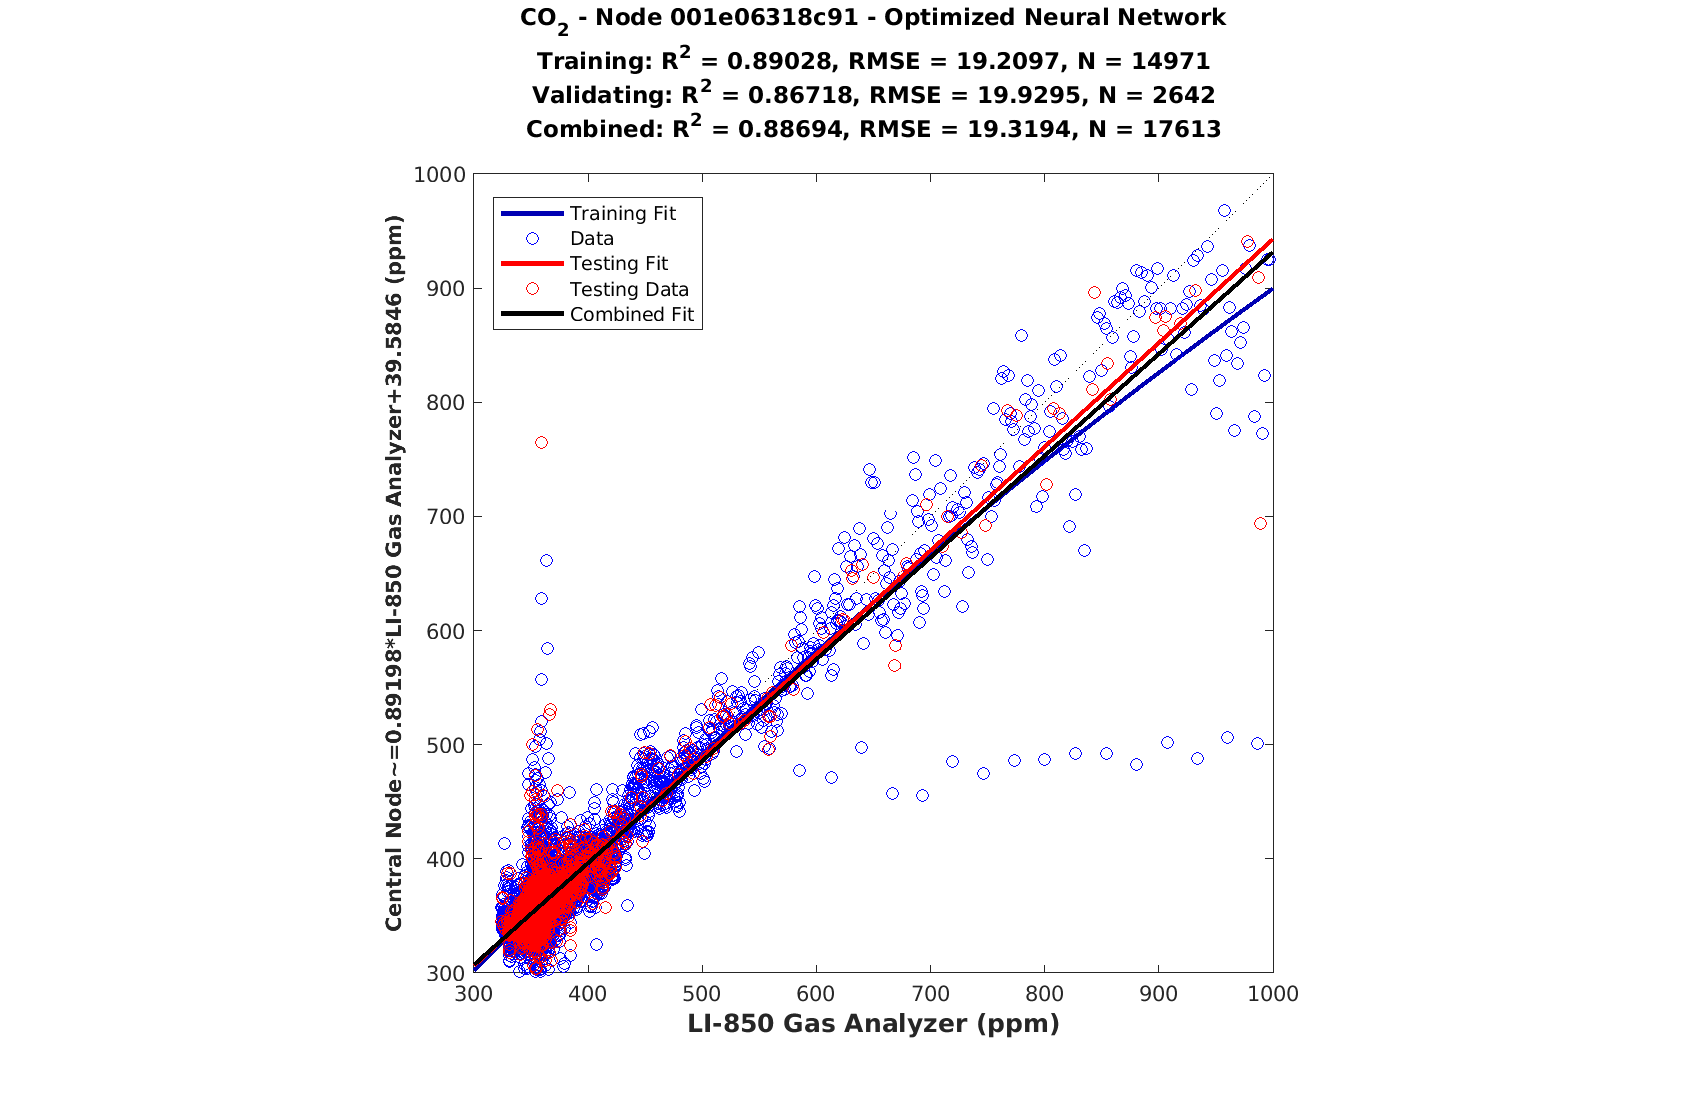 CO2 - Node 001e06318c91 - Optimized Neural Network
Training: R2 = 0.89028, RMSE = 19.2097, N = 14971
Validating: R2 = 0.86718, RMSE = 19.9295, N = 2642
Combined: R2 = 0.88694, RMSE = 19.3194, N = 17613
Training Fit
Data
Testing Fit
Testing Data
Combined Fit
1000
900
800
700
600
500
400
300
Central Node~=0.89198*LI-850 Gas Analyzer+39.5846 (ppm)
300 400 500 600 700 800 900 1000
LI-850 Gas Analyzer (ppm)